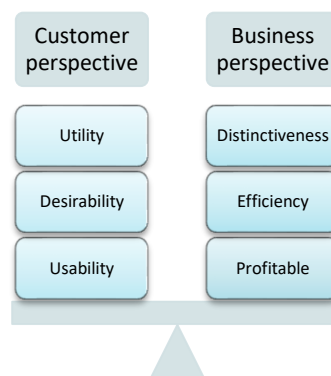 Customer
perspective
Utility
Desirability
Usability
Business
perspective
Distinctiveness
Efficiency
Profitable